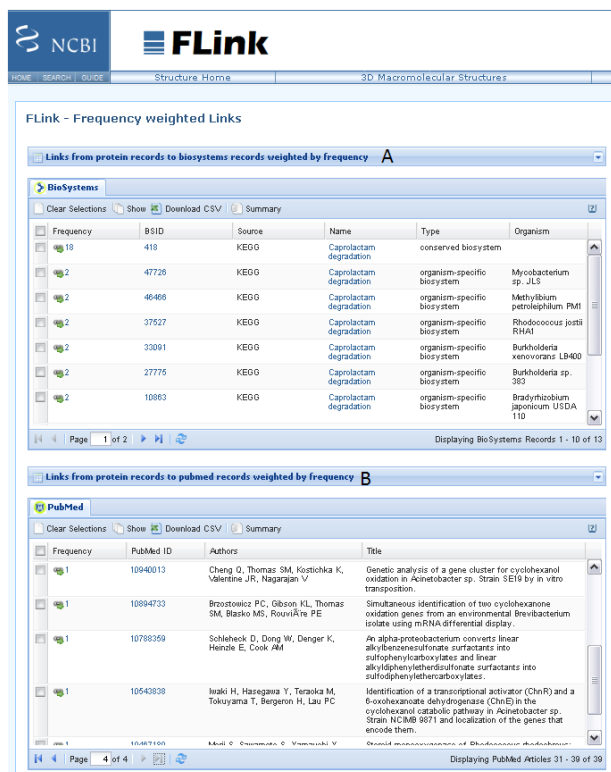 NCBI
FLink
HOME SEARCH GUIDE Structure Home 3D Macromolecular Structures
FLink - Frequency weighted Links
Links from protein records to biosystems records weighted by frequency A
BioSystems
Clear Selections Show Download CSV Summary
Frequency BSID Source Name Type Organism
18 418 KEGG Caprolactam conserved biosystem
degradation
2 47726 KEGG Caprolactam organism-specific Mycobacterium
degradation biosystem sp. JLS
2 46466 KEGG Caprolactam organism-specific Methylibium
degradation biosystem petroleiphilum PM1
2 37527 KEGG Caprolactam organism-specific Rhodococcus jostii
degradation biosystem RHA1
2 33091 KEGG Caprolactam organism-specific Burkholderia
degradation biosystem xenovorans LB400
2 27775 KEGG Caprolactam organism-specific Burkholderia sp.
degradation biosystem 383
2 10863 KEGG Caprolactam organism-specific Bradyrhizobium
degradation biosystem japonicum USDA
110
Page 1 of 2 Displaying BioSystems Records 1 - 10 of 13
Links from protein records to pubmed records weighted by frequency B
PubMed
Clear Selections Show Download CSV Summary
Frequency PubMed ID Authors Title
1 10940013 Cheng Q, Thomas SM, Kostichka K, Genetic analysis of a gene cluster for cyclohexanol
Valentine JR, Nagarajan V oxidation in Acinetobacter sp. Strain SE19 by in vitro
transposition.
1 10894733 Brzostowicz PC, Gibson KL, Thomas Simultaneous identification of two cyclohexanone
SM, Blasko MS, RouviÃ¨re PE oxidation genes from an environmental Brevibacterium
isolate using mRNA differential display.
1 10788359 Schleheck D, Dong W, Denger K, An alpha-proteobacterium converts linear
Heinzle E, Cook AM alkylbenzenesulfonate surfactants into
sulfophenylcarboxylates and linear
alkyldiphenyletherdisulfonate surfactants into
sulfodiphenylethercarboxylates.
1 10543838 Iwaki H, Hasegawa Y, Teraoka M, Identification of a transcriptional activator (ChnR) and a
Tokuyama T, Bergeron H, Lau PC 6-oxohexanoate dehydrogenase (ChnE) in the
cyclohexanol catabolic pathway in Acinetobacter sp.
Strain NCIMB 9871 and localization of the genes that
encode them.
1 10467180 Morii S, Sawamoto S, Yamauchi Y, Steroid monooxygenase of Rhodococcus rhodochrous:
Page 4 of 4 Displaying PubMed Articles 31 - 39 of 39